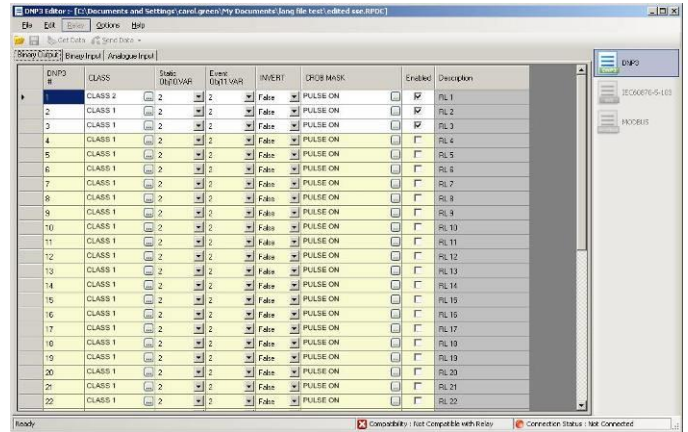 DNP3 Editor :- [C:\Documents and Settings\carol.green\My Documents\lang file test\edited sse.RPDC]
File Edit Relay Options Help
Get Data Send Data
Binary Output Binary Input Analogue Input
DNP3 # CLASS Static Obj10.VAR Event Obj11.VAR INVERT CROB MASK Enabled Description
1 CLASS 2 2 2 False PULSE ON RL 1
2 CLASS 1 2 2 False PULSE ON RL 2
3 CLASS 1 2 2 False PULSE ON RL 3
4 CLASS 1 2 2 False PULSE ON RL 4
5 CLASS 1 2 2 False PULSE ON RL 5
6 CLASS 1 2 2 False PULSE ON RL 6
7 CLASS 1 2 2 False PULSE ON RL 7
8 CLASS 1 2 2 False PULSE ON RL 8
9 CLASS 1 2 2 False PULSE ON RL 9
10 CLASS 1 2 2 False PULSE ON RL 10
11 CLASS 1 2 2 False PULSE ON RL 11
12 CLASS 1 2 2 False PULSE ON RL 12
13 CLASS 1 2 2 False PULSE ON RL 13
14 CLASS 1 2 2 False PULSE ON RL 14
15 CLASS 1 2 2 False PULSE ON RL 15
16 CLASS 1 2 2 False PULSE ON RL 16
17 CLASS 1 2 2 False PULSE ON RL 17
18 CLASS 1 2 2 False PULSE ON RL 18
19 CLASS 1 2 2 False PULSE ON RL 19
20 CLASS 1 2 2 False PULSE ON RL 20
21 CLASS 1 2 2 False PULSE ON RL 21
22 CLASS 1 2 2 False PULSE ON RL 22
DNP3
IEC60870-5-103
MODBUS
Ready Compatibility : Not Compatible with Relay Connection Status : Not Connected